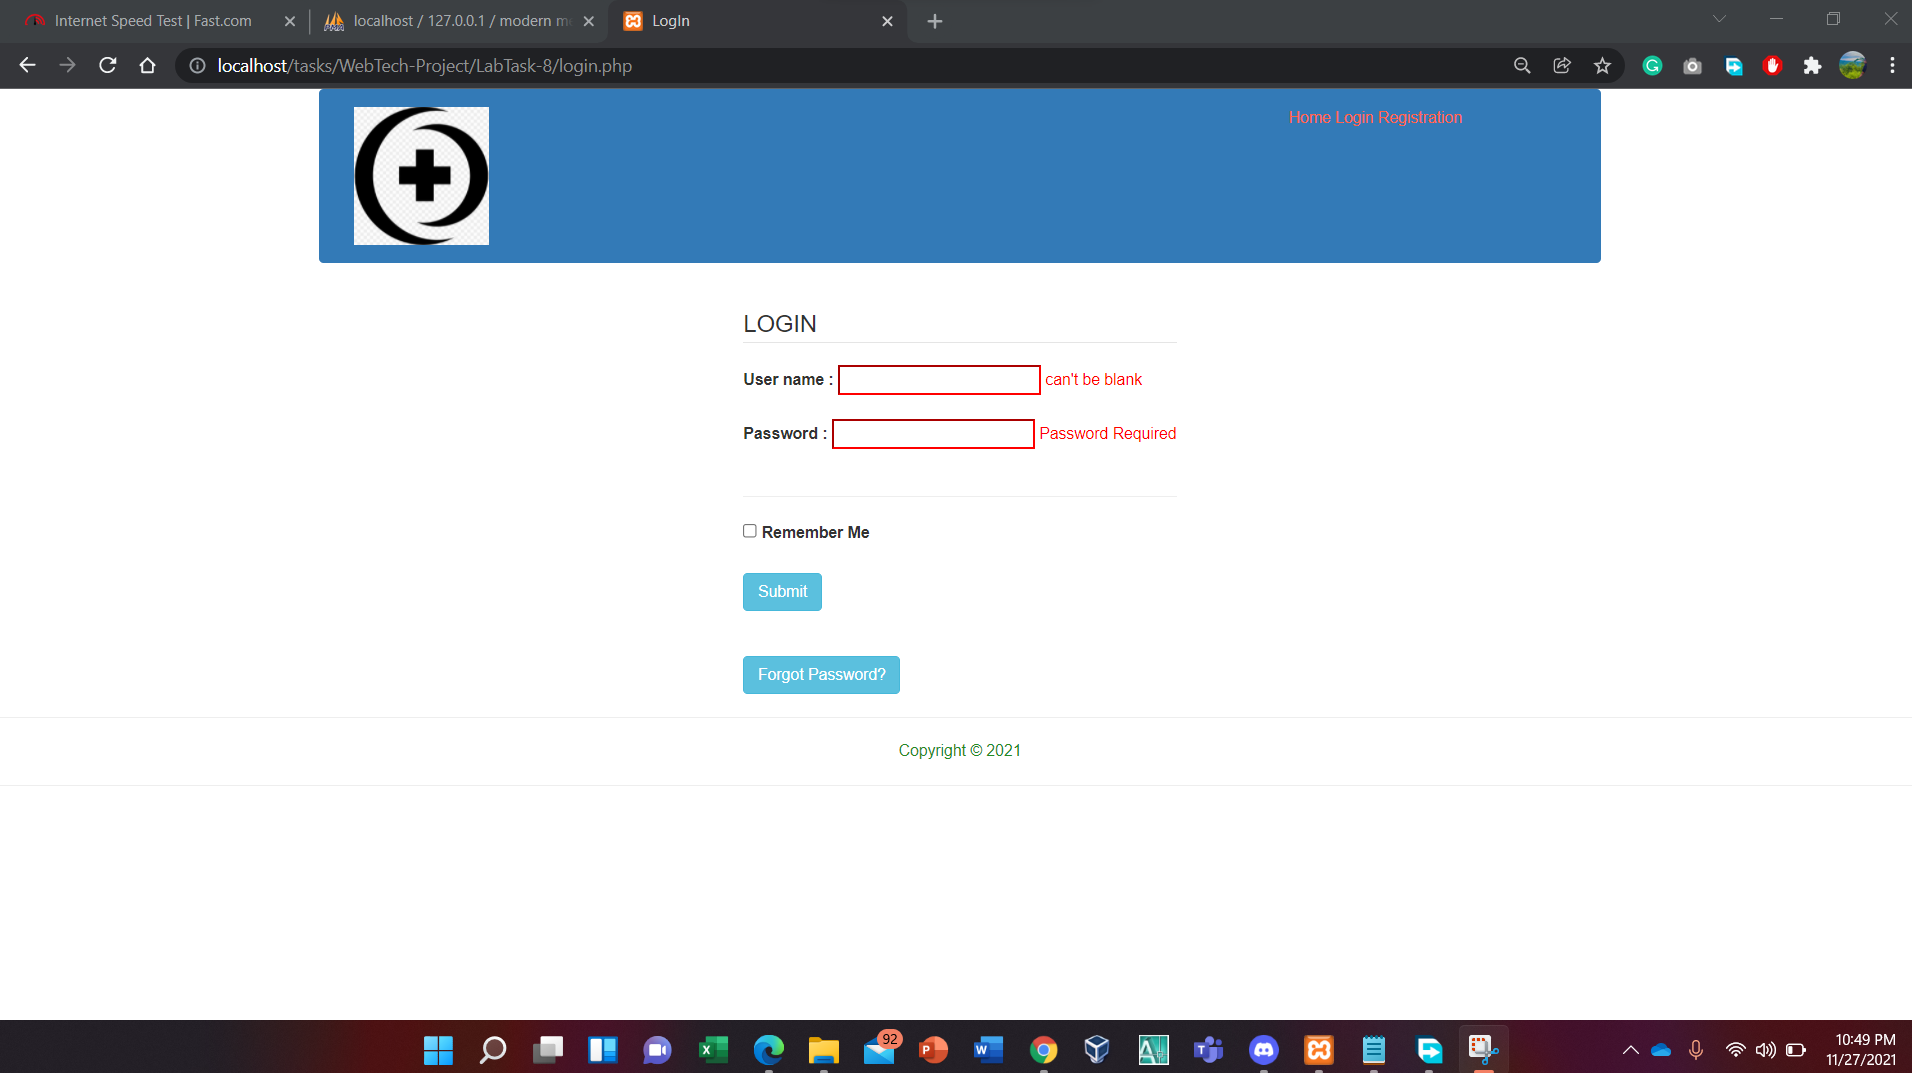 Internet Speed Test | Fast.com
localhost / 127.0.0.1 / modern m
LogIn
localhost/tasks/WebTech-Project/LabTask-8/login.php
Home Login Registration
LOGIN
User name : can't be blank
Password : Password Required
Remember Me
Submit
Forgot Password?
Copyright © 2021
92
10:49 PM
11/27/2021